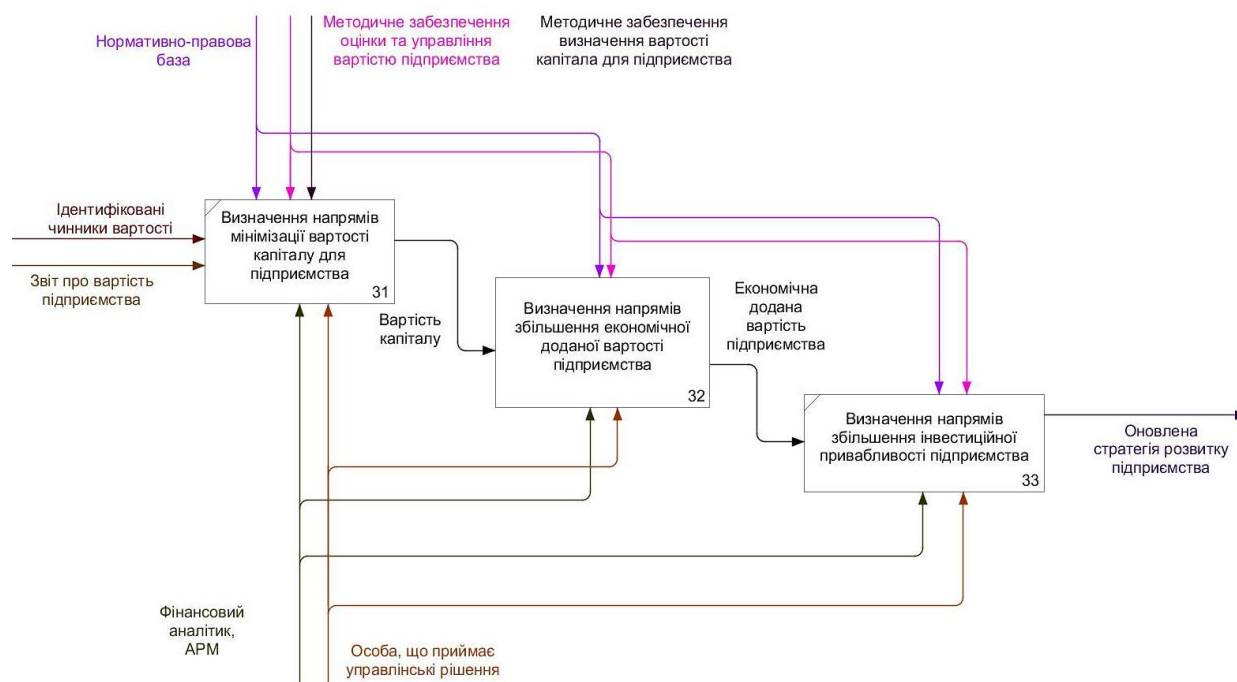 Нормативно-правова
база
Методичне забезпечення
оцінки та управління
вартістю підприємства
Методичне забезпечення
визначення вартості
капітала для підприємства
Ідентифіковані
чинники вартості
Звіт про вартість
підприємства
Визначення напрямів
мінімізації вартості
капіталу для
підприємства
31
Вартість
капіталу
Визначення напрямів
збільшення економічної
доданої вартості
підприємства
32
Економічна
додана
вартість
підприємства
Визначення напрямів
збільшення інвестиційної
привабливості підприємства
33
Оновлена
стратегія розвитку
підприємства
Фінансовий
аналітик,
АРМ
Особа, що приймає
управлінські рішення